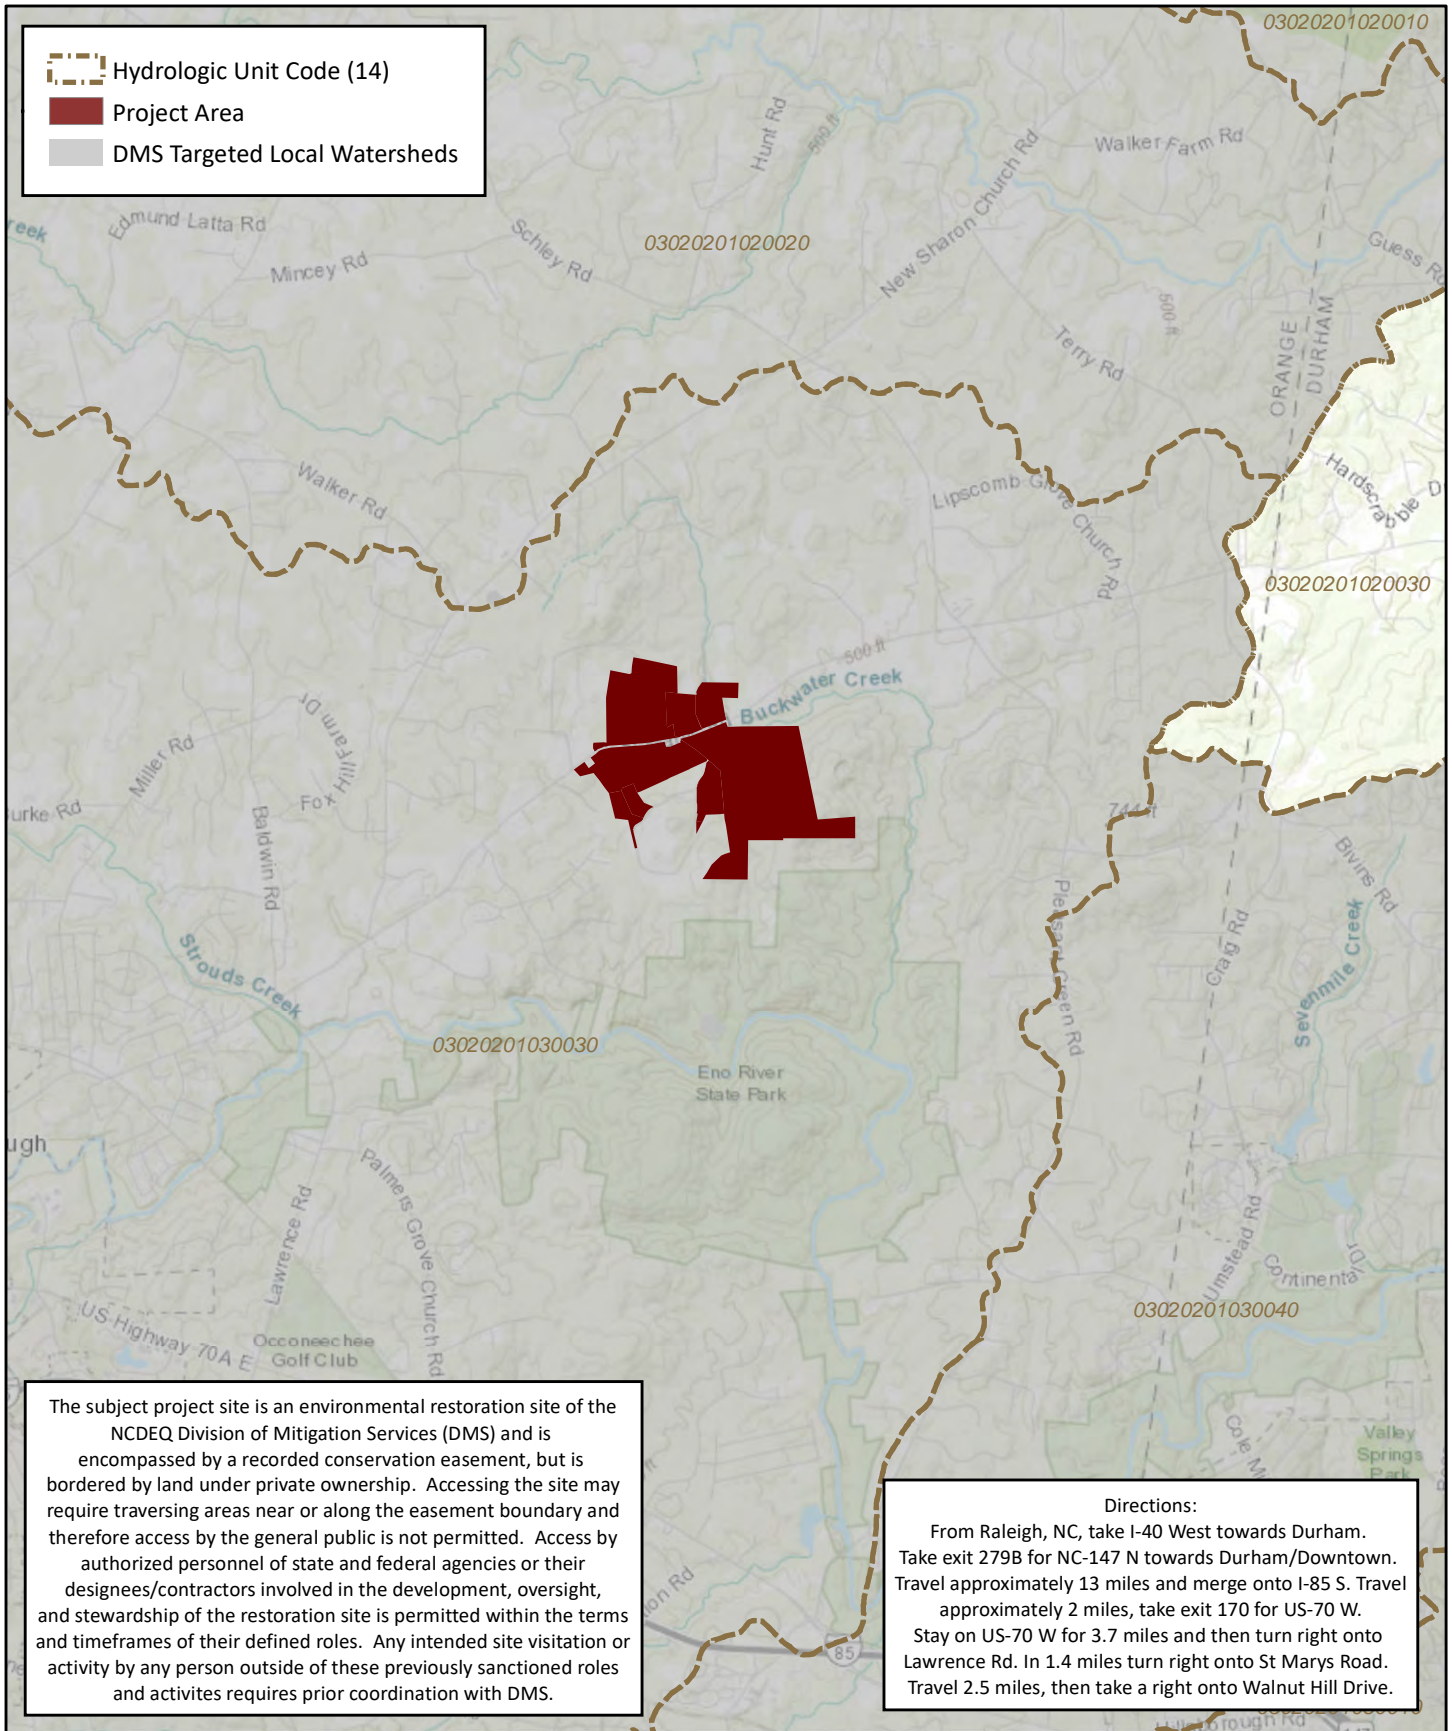 Hydrologic Unit Code (14)
Project Area
DMS Targeted Local Watersheds
03020201020010
Hunt Rd
500 ft
New Sharon Church Rd
Walker Farm Rd
Edmund Latta Rd
Mincey Rd
Schley Rd
03020201020020
Guess Rd
500 ft
Terry Rd
ORANGE
DURHAM
Walker Rd
Lipscomb Grove Church Rd
Hardscrabble D
03020201020030
500 ft
Buckwater Creek
Miller Rd
Fox Hill Farm Dr
urke Rd
Baldwin Rd
744 ft
Bivins Rd
Pleasant Green Rd
Craig Rd
Sevenmile Creek
Strouds Creek
03020201030030
Eno River
State Park
ugh
Palmers Grove Church Rd
Lawrence Rd
Umstead Rd
Continental Dr
03020201030040
US Highway 70A E
Occoneechee
Golf Club
Valley
Springs
Park
The subject project site is an environmental restoration site of the
NCDEQ Division of Mitigation Services (DMS) and is
encompassed by a recorded conservation easement, but is
bordered by land under private ownership. Accessing the site may
require traversing areas near or along the easement boundary and
therefore access by the general public is not permitted. Access by
authorized personnel of state and federal agencies or their
designees/contractors involved in the development, oversight,
and stewardship of the restoration site is permitted within the terms
and timeframes of their defined roles. Any intended site visitation or
activity by any person outside of these previously sanctioned roles
and activites requires prior coordination with DMS.
85
Directions:
From Raleigh, NC, take I-40 West towards Durham.
Take exit 279B for NC-147 N towards Durham/Downtown.
Travel approximately 13 miles and merge onto I-85 S. Travel
approximately 2 miles, take exit 170 for US-70 W.
Stay on US-70 W for 3.7 miles and then turn right onto
Lawrence Rd. In 1.4 miles turn right onto St Marys Road.
Travel 2.5 miles, then take a right onto Walnut Hill Drive.
Hillsborough Rd